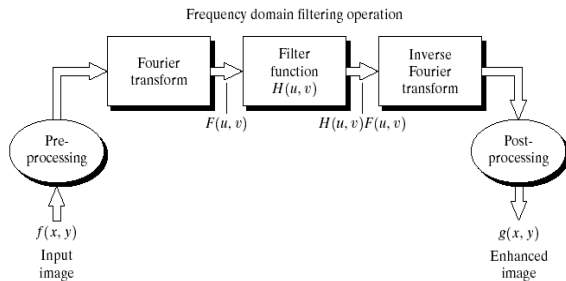 Frequency domain filtering operation
Fourier
transform
Filter
function
H(u, v)
Inverse
Fourier
transform
F(u, v)
H(u, v)F(u, v)
Pre-
processing
Post-
processing
f(x, y)
Input
image
g(x, y)
Enhanced
image